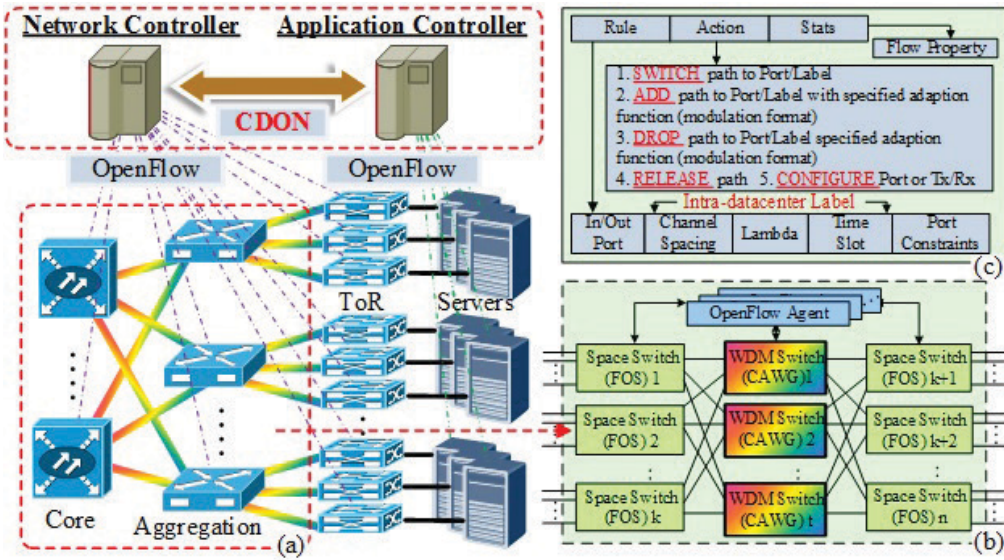 Network Controller
Application Controller
CDON
OpenFlow
OpenFlow
ToR
Servers
Core
Aggregation
(a)
Rule
Action
Stats
Flow Property
1. SWITCH path to Port/Label
2. ADD path to Port/Label with specified adaption
function (modulation format)
3. DROP path to Port/Label specified adaption
function (modulation format)
4. RELEASE path 5. CONFIGURE Port or Tx/Rx
Intra-datacenter Label
In/Out
Port
Channel
Spacing
Lambda
Time
Slot
Port
Constraints
(c)
OpenFlow Agent
Space Switch
(FOS) 1
WDM Switch
(CAWG)1
Space Switch
(FOS) k+1
Space Switch
(FOS) 2
WDM Switch
(CAWG) 2
Space Switch
(FOS) k+2
Space Switch
(FOS) k
WDM Switch
(CAWG) t
Space Switch
(FOS) n
(b)